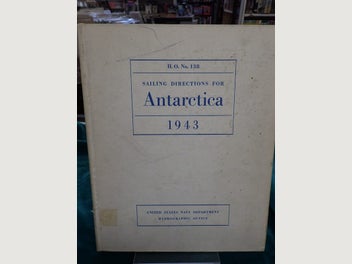 H. O. No. 138
SAILING DIRECTIONS FOR
Antarctica
1943
UNITED STATES NAVY DEPARTMENT
HYDROGRAPHIC OFFICE